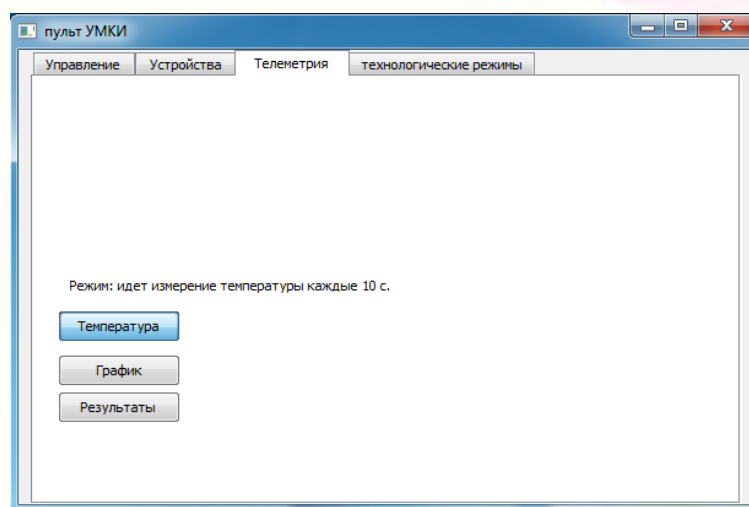 пульт УМКИ
Управление Устройства Телеметрия технологические режимы
Режим: идет измерение температуры каждые 10 с.
Температура
График
Результаты